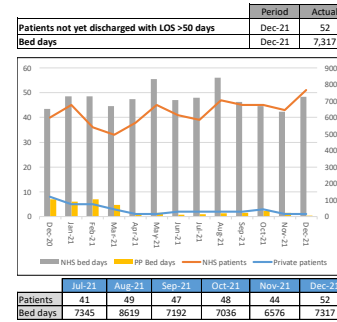 Period Actual
Patients not yet discharged with LOS >50 days Dec-21 52
Bed days Dec-21 7,317
60 900
50 800
700
40 600
30 500
400
20 300
10 200
100
0 0
Dec-20 Jan-21 Feb-21 Mar-21 Apr-21 May-21 Jun-21 Jul-21 Aug-21 Sep-21 Oct-21 Nov-21 Dec-21
NHS bed days PP Bed days NHS patients Private patients
Jul-21 Aug-21 Sep-21 Oct-21 Nov-21 Dec-21
Patients 41 49 47 48 44 52
Bed days 7345 8619 7192 7036 6576 7317